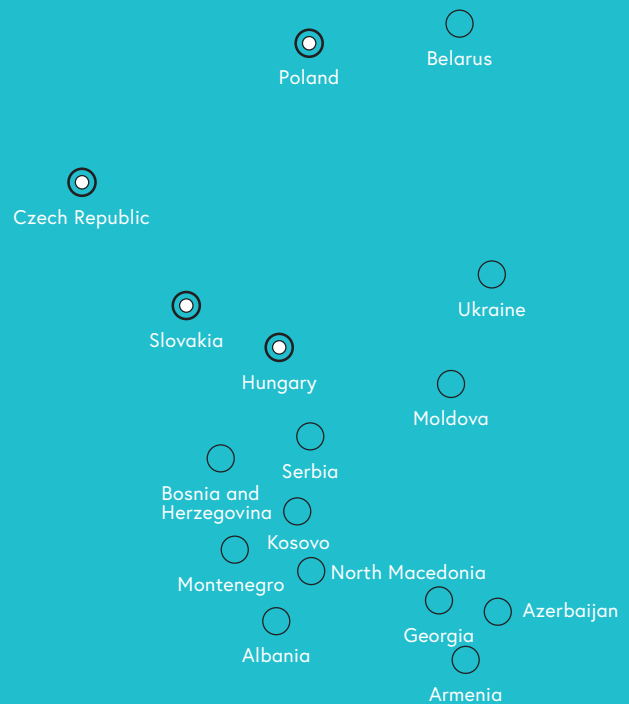 Belarus
Poland
Czech Republic
Ukraine
Slovakia
Hungary
Moldova
Serbia
Bosnia and
Herzegovina
Kosovo
North Macedonia
Montenegro
Azerbaijan
Georgia
Albania
Armenia